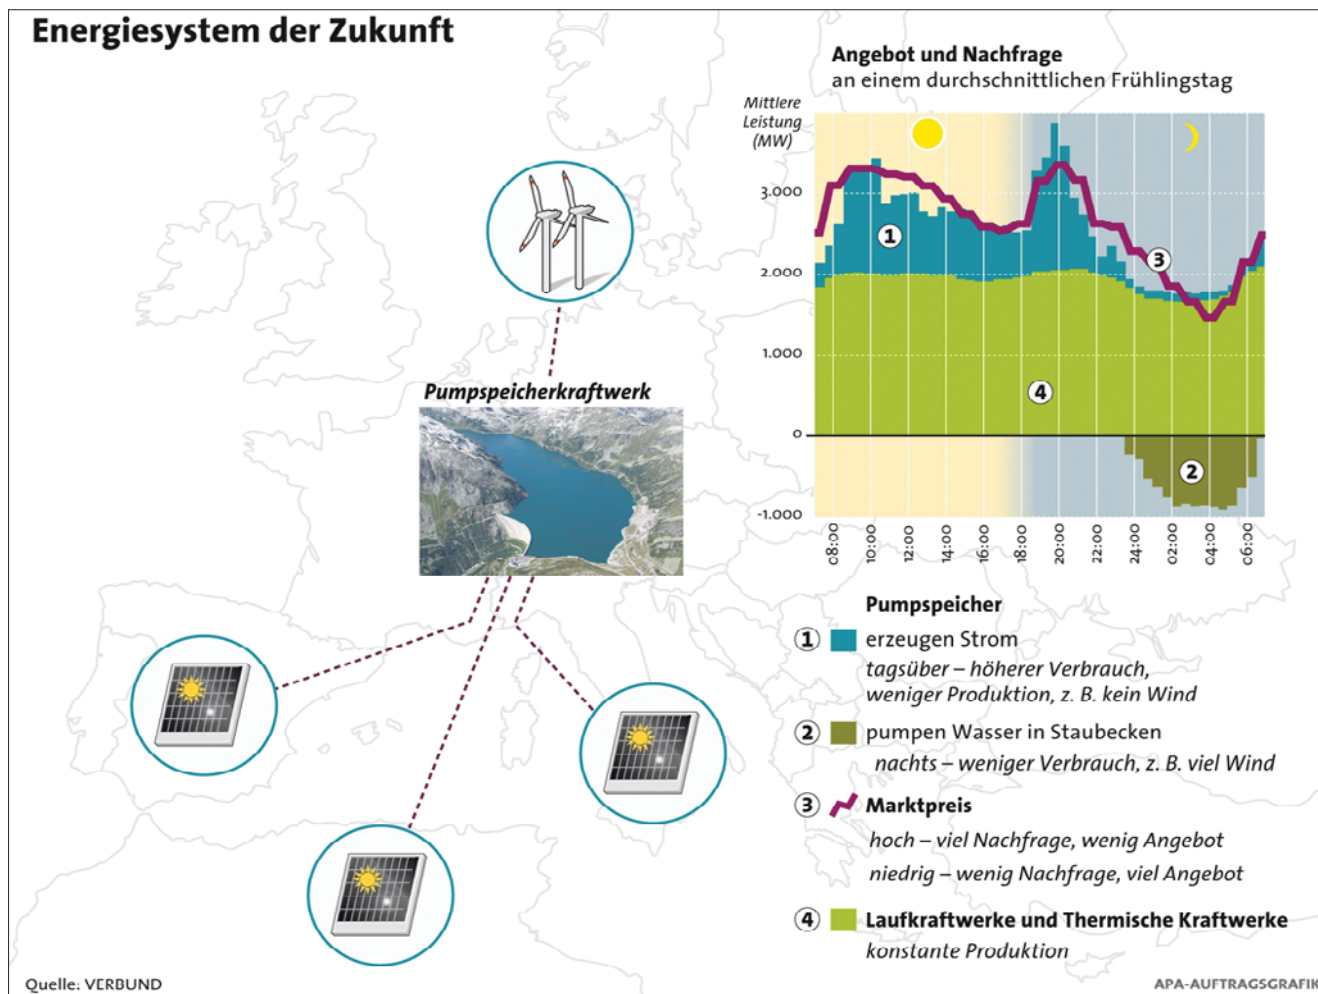 Energiesystem der Zukunft
Angebot und Nachfrage
an einem durchschnittlichen Frühlingstag
Mittlere
Leistung
(MW)
3.000
2.000
1.000
0
-1.000
1
2
3
4
08:00
10:00
12:00
14:00
16:00
18:00
20:00
22:00
24:00
02:00
04:00
06:00
Pumpspeicherkraftwerk
Pumpspeicher
1 erzeugen Strom
tagsüber – höherer Verbrauch,
weniger Produktion, z. B. kein Wind
2 pumpen Wasser in Staubecken
nachts – weniger Verbrauch, z. B. viel Wind
3 Marktpreis
hoch – viel Nachfrage, wenig Angebot
niedrig – wenig Nachfrage, viel Angebot
4 Laufkraftwerke und Thermische Kraftwerke
konstante Produktion
Quelle: VERBUND
APA-AUFTRAGSGRAFIK